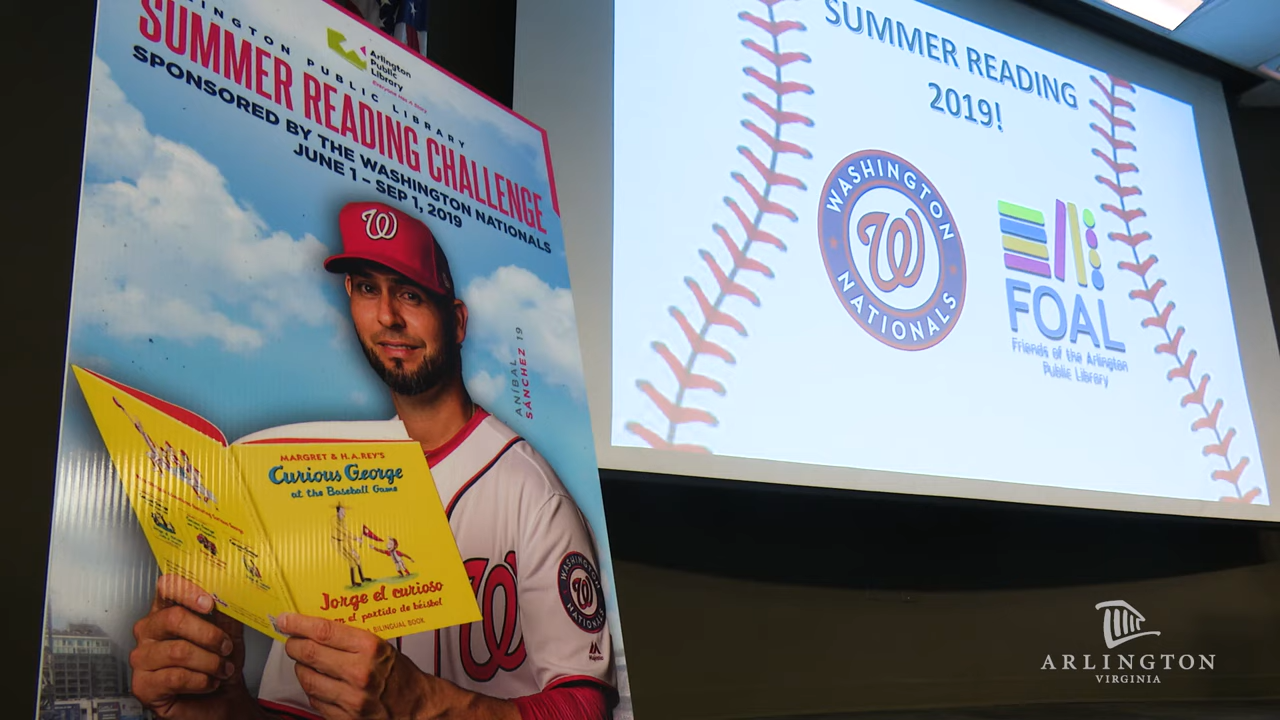 ARLINGTON PUBLIC LIBRARY
SUMMER READING CHALLENGE
SPONSORED BY THE WASHINGTON NATIONALS
JUNE 1 – SEP 1, 2019
Arlington
Public
Library
W
ANÍBAL
SÁNCHEZ 19
MARGRET & H.A.REY'S
Curious George
at the Baseball Game
Jorge el curioso
en el partido de béisbol
BILINGUAL BOOK
W
WASHINGTON
W
NATIONALS
Majestic
SUMMER READING
2019!
WASHINGTON
W
NATIONALS
FOAL
Friends of the Arlington
Public Library
ARLINGTON
VIRGINIA